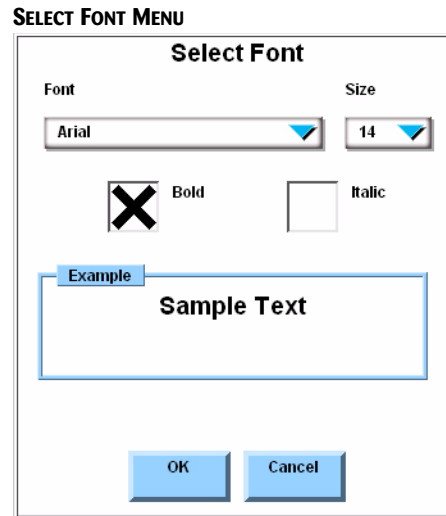 SELECT FONT MENU
Select Font
Font Size
Arial 14
Bold Italic
Example
Sample Text
OK Cancel